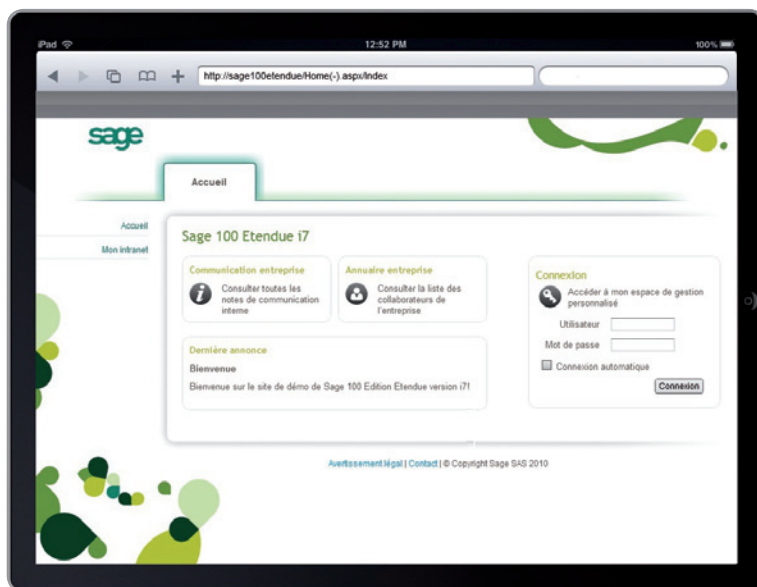 iPad 12:52 PM 100%
http://sage100etendue/Home(-).aspx/Index
sage
Accueil
Accueil
Mon intranet
Sage 100 Etendue i7
Communication entreprise
Consulter toutes les
notes de communication
interne
Annuaire entreprise
Consulter la liste des
collaborateurs de
l'entreprise
Dernière annonce
Bienvenue
Bienvenue sur le site de démo de Sage 100 Edition Etendue version i7!
Connexion
Accéder à mon espace de gestion
personnalisé
Utilisateur
Mot de passe
Connexion automatique
Connexion
Avertissement légal | Contact | © Copyright Sage SAS 2010